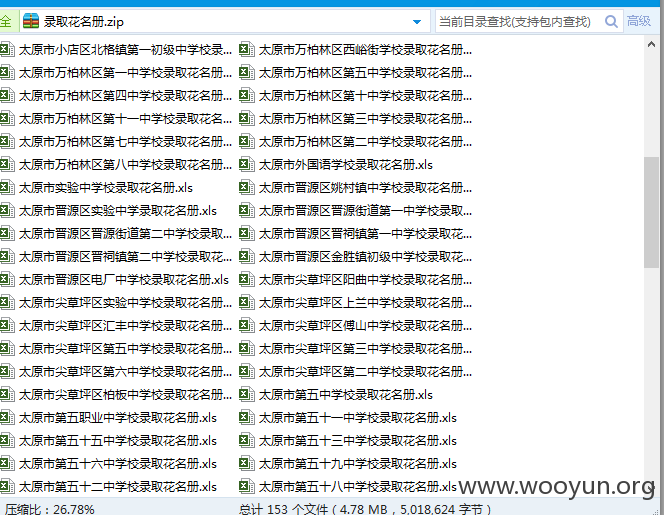 全 录取花名册.zip 当前目录查找(支持包内查找) 高级
太原市小店区北格镇第一初级中学校录... 太原市万柏林区西峪街学校录取花名册...
太原市万柏林区第一中学校录取花名册... 太原市万柏林区第五中学校录取花名册...
太原市万柏林区第四中学校录取花名册... 太原市万柏林区第十中学校录取花名册...
太原市万柏林区第十一中学校录取花名... 太原市万柏林区第三中学校录取花名册...
太原市万柏林区第七中学校录取花名册... 太原市万柏林区第二中学校录取花名册...
太原市万柏林区第八中学校录取花名册... 太原市外国语学校录取花名册.xls
太原市实验中学校录取花名册.xls 太原市晋源区姚村镇中学校录取花名册...
太原市晋源区实验中学录取花名册.xls 太原市晋源区晋源街道第一中学校录取...
太原市晋源区晋源街道第二中学校录取... 太原市晋源区晋祠镇第一中学校录取花...
太原市晋源区晋祠镇第二中学校录取花... 太原市晋源区金胜镇初级中学校录取花...
太原市晋源区电厂中学校录取花名册.xls 太原市尖草坪区阳曲中学校录取花名册...
太原市尖草坪区实验中学校录取花名册... 太原市尖草坪区上兰中学校录取花名册...
太原市尖草坪区汇丰中学校录取花名册... 太原市尖草坪区傅山中学校录取花名册...
太原市尖草坪区第五中学校录取花名册... 太原市尖草坪区第三中学校录取花名册...
太原市尖草坪区第六中学校录取花名册... 太原市尖草坪区第二中学校录取花名册...
太原市尖草坪区柏板中学校录取花名册... 太原市第五中学校录取花名册.xls
太原市第五职业中学校录取花名册.xls 太原市第五十一中学校录取花名册.xls
太原市第五十五中学校录取花名册.xls 太原市第五十三中学校录取花名册.xls
太原市第五十六中学校录取花名册.xls 太原市第五十九中学校录取花名册.xls
太原市第五十二中学校录取花名册.xls 太原市第五十八中学校录取花名册.xls
www.wooyun.org
压缩比：26.78% 总计 153 个文件（4.78 MB，5,018,624 字节）